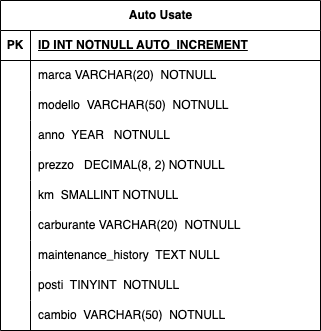 Auto Usate
PK ID INT NOTNULL AUTO_INCREMENT
marca VARCHAR(20) NOTNULL
modello VARCHAR(50) NOTNULL
anno YEAR NOTNULL
prezzo DECIMAL(8, 2) NOTNULL
km SMALLINT NOTNULL
carburante VARCHAR(20) NOTNULL
maintenance_history TEXT NULL
posti TINYINT NOTNULL
cambio VARCHAR(50) NOTNULL